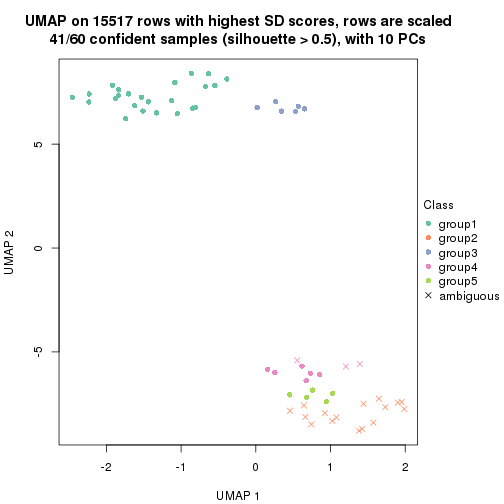 UMAP on 15517 rows with highest SD scores, rows are scaled
41/60 confident samples (silhouette > 0.5), with 10 PCs
UMAP 2
5
0
-5
-2
-1
0
1
2
UMAP 1
Class
group1
group2
group3
group4
group5
ambiguous